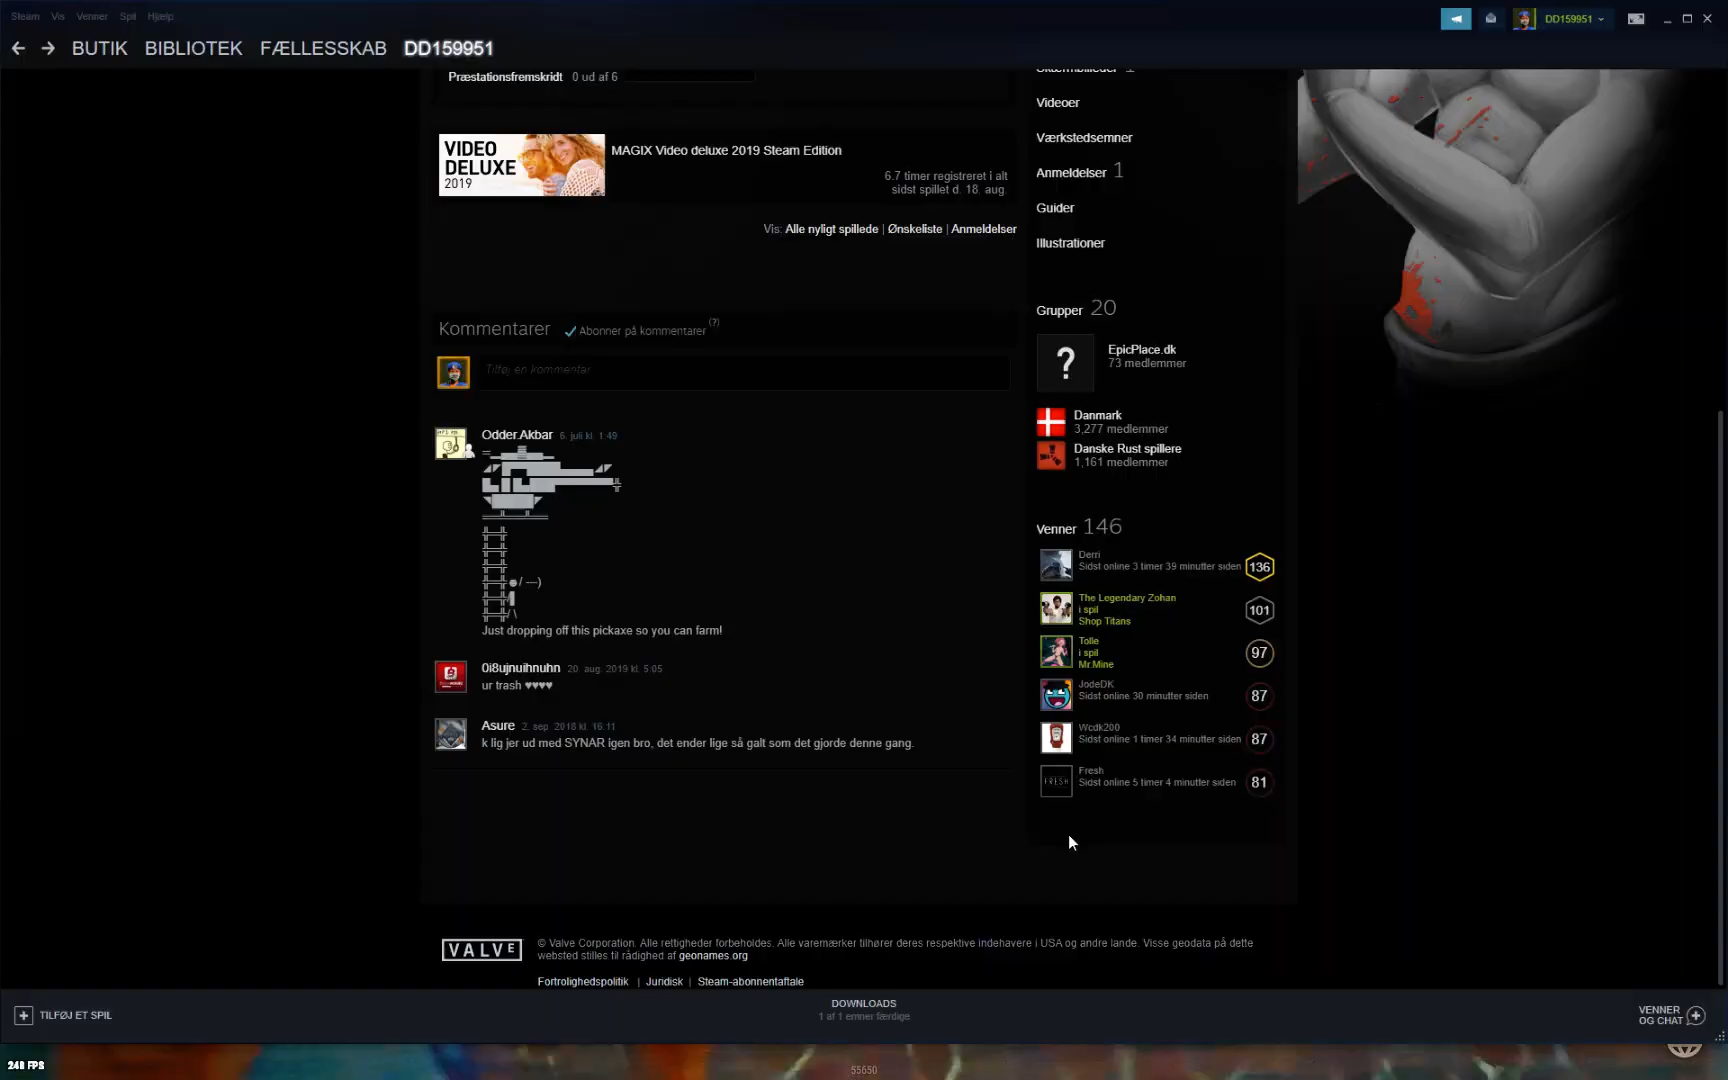 Steam Vis Venner Spil Hjælp
DD159951
BUTIK BIBLIOTEK FÆLLESSKAB DD159951
Præstationsfremskridt 0 ud af 6
VIDEO
DELUXE
2019
MAGIX Video deluxe 2019 Steam Edition
6.7 timer registreret i alt
sidst spillet d. 18. aug.
Vis: Alle nyligt spillede | Ønskeliste | Anmeldelser
Kommentarer Abonner på kommentarer (?)
Tilføj en kommentar
Odder.Akbar 6. juli kl. 1:49
Just dropping off this pickaxe so you can farm!
0i8ujnuihnuhn 20. aug. 2019 kl. 5:05
ur trash ♥♥♥♥
Asure 2. sep. 2018 kl. 16:11
k lig jer ud med SYNAR igen bro, det ender lige så galt som det gjorde denne gang.
Skærmbilleder 1
Videoer
Værkstedsemner
Anmeldelser 1
Guider
Illustrationer
Grupper 20
?
EpicPlace.dk
73 medlemmer
Danmark
3,277 medlemmer
Danske Rust spillere
1,161 medlemmer
Venner 146
Derri
Sidst online 3 timer 39 minutter siden
136
The Legendary Zohan
i spil
Shop Titans
101
Tolle
i spil
Mr.Mine
97
JodeDK
Sidst online 30 minutter siden
87
Wcdk200
Sidst online 1 timer 34 minutter siden
87
FRESH
Fresh
Sidst online 5 timer 4 minutter siden
81
VALVE
© Valve Corporation. Alle rettigheder forbeholdes. Alle varemærker tilhører deres respektive indehavere i USA og andre lande. Visse geodata på dette
websted stilles til rådighed af geonames.org
Fortrolighedspolitik | Juridisk | Steam-abonnentaftale
TILFØJ ET SPIL
DOWNLOADS
1 af 1 emner færdige
VENNER
OG CHAT
248 FPS
55650